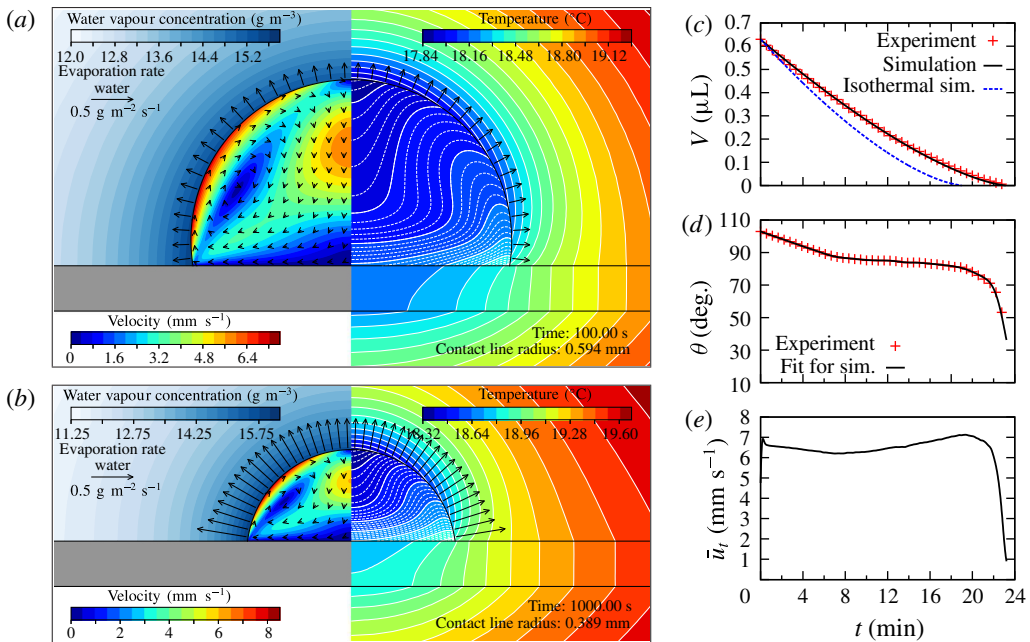 (a)
Water vapour concentration (g m−3)
12.0 12.8 13.6 14.4 15.2
Evaporation rate
water
0.5 g m−2 s−1
Temperature (°C)
17.84 18.16 18.48 18.80 19.12
Velocity (mm s−1)
0 1.6 3.2 4.8 6.4
Time: 100.00 s
Contact line radius: 0.594 mm
(b)
Water vapour concentration (g m−3)
11.25 12.75 14.25 15.75
Evaporation rate
water
0.5 g m−2 s−1
Temperature (°C)
18.32 18.64 18.96 19.28 19.60
Velocity (mm s−1)
0 2 4 6 8
Time: 1000.00 s
Contact line radius: 0.389 mm
(c)
0.7
0.6
0.5
0.4
0.3
0.2
0.1
0
V (μL)
Experiment
Simulation
Isothermal sim.
(d)
110
90
70
50
30
10
θ (deg.)
Experiment
Fit for sim.
(e)
8
7
6
5
4
3
2
1
ūt (mm s−1)
0 4 8 12 16 20 24
t (min)